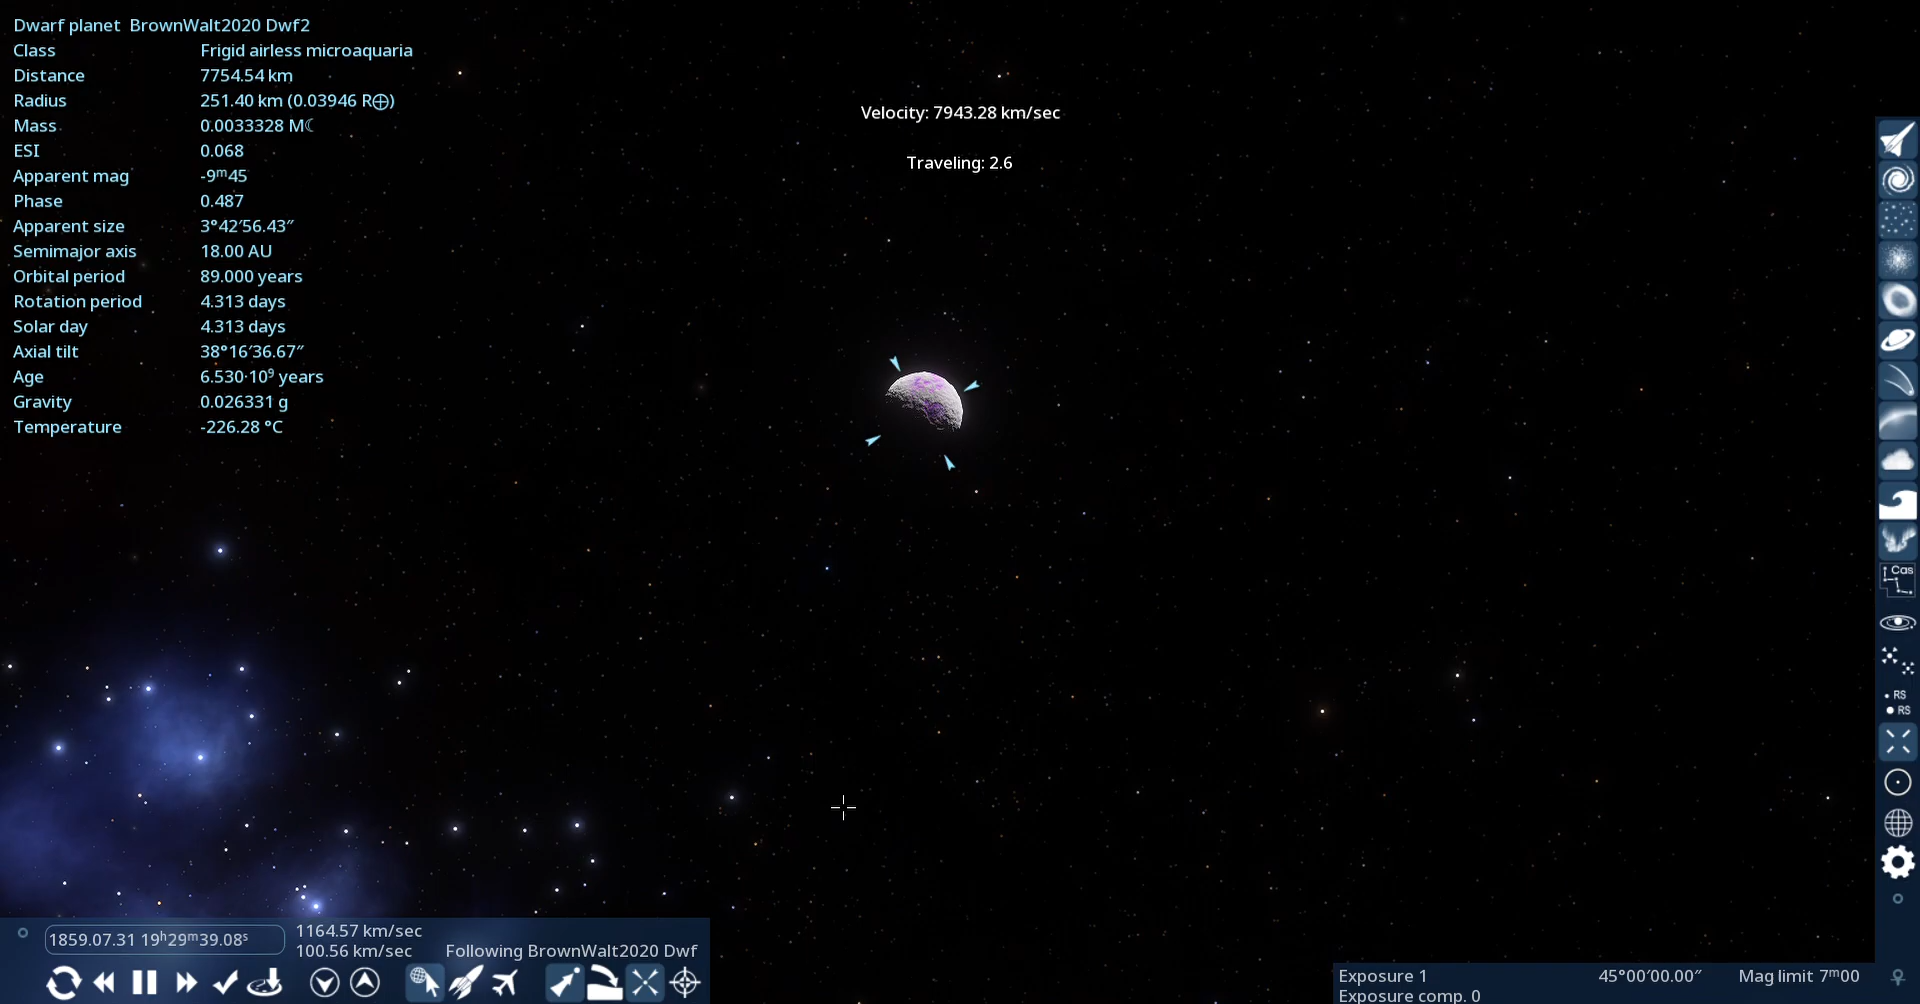 Dwarf planet BrownWalt2020 Dwf2
Class Frigid airless microaquaria
Distance 7754.54 km
Radius 251.40 km (0.03946 R⊕)
Mass 0.0033328 M☾
ESI 0.068
Apparent mag -9ᵐ45
Phase 0.487
Apparent size 3°42′56.43″
Semimajor axis 18.00 AU
Orbital period 89.000 years
Rotation period 4.313 days
Solar day 4.313 days
Axial tilt 38°16′36.67″
Age 6.530·10⁹ years
Gravity 0.026331 g
Temperature -226.28 °C
Velocity: 7943.28 km/sec
Traveling: 2.6
Cas
RS
RS
1859.07.31 19ʰ29ᵐ39.08ˢ
1164.57 km/sec
100.56 km/sec Following BrownWalt2020 Dwf
Exposure 1 45°00′00.00″ Mag limit 7ᵐ00
Exposure comp. 0